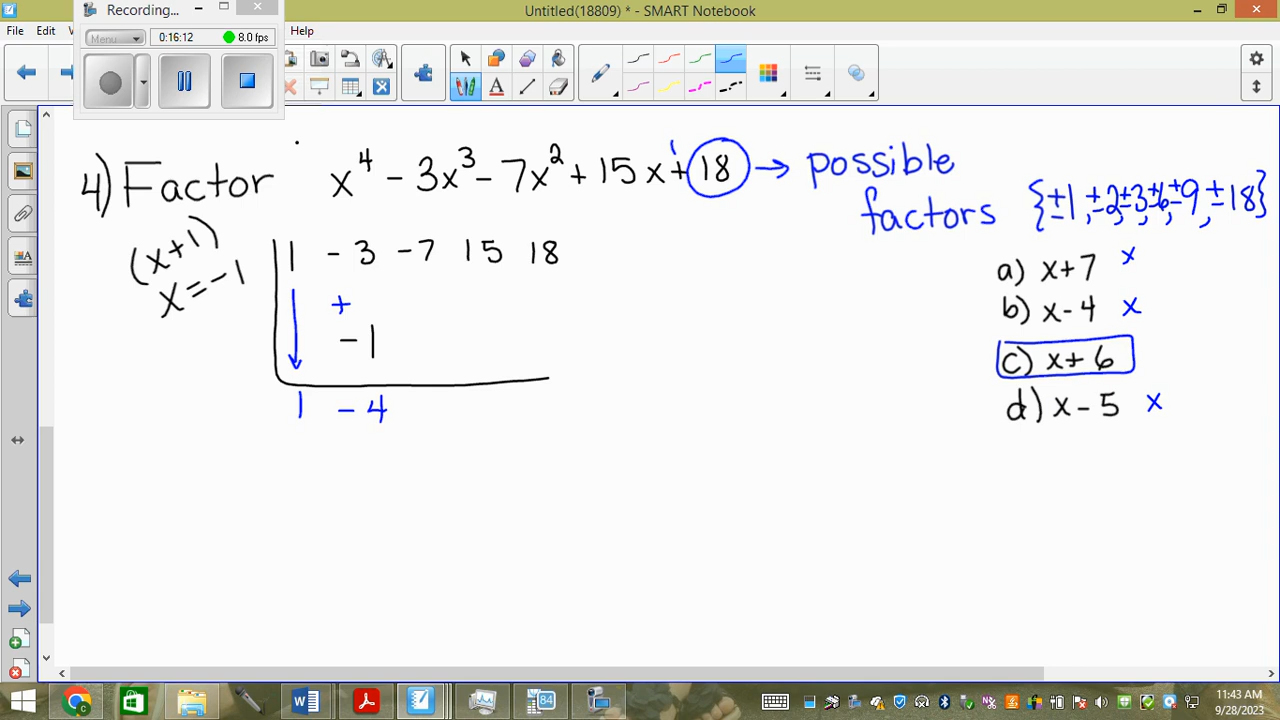 Recording...
Untitled(18809) * - SMART Notebook
Menu
0:16:12
8.0 fps
File
Edit
Help
4) Factor x⁴ - 3x³ - 7x² + 15x + 18 → possible
factors {±1, ±2, ±3, ±6, ±9, ±18}
(x+1)
x = -1
1 -3 -7 15 18
+
-1
1 -4
a) x+7 x
b) x-4 x
c) x+6
d) x-5 x
84
11:43 AM
9/28/2023